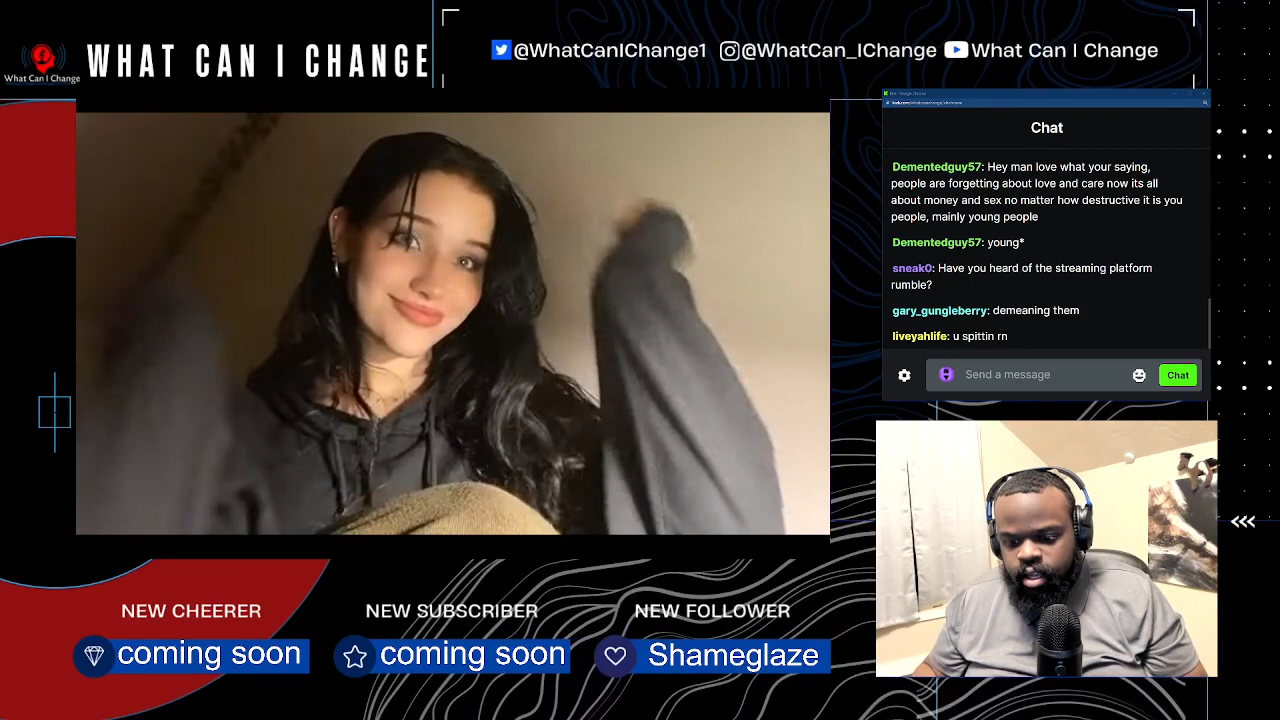 What Can I Change
WHAT CAN I CHANGE
@WhatCanIChange1 @WhatCan_IChange What Can I Change
Chat
Dementedguy57: Hey man love what your saying,
people are forgetting about love and care now its all
about money and sex no matter how destructive it is you
people, mainly young people
Dementedguy57: young*
sneak0: Have you heard of the streaming platform
rumble?
gary_gungleberry: demeaning them
liveyahlife: u spittin rn
Send a message
Chat
NEW CHEERER
coming soon
NEW SUBSCRIBER
coming soon
NEW FOLLOWER
Shameglaze